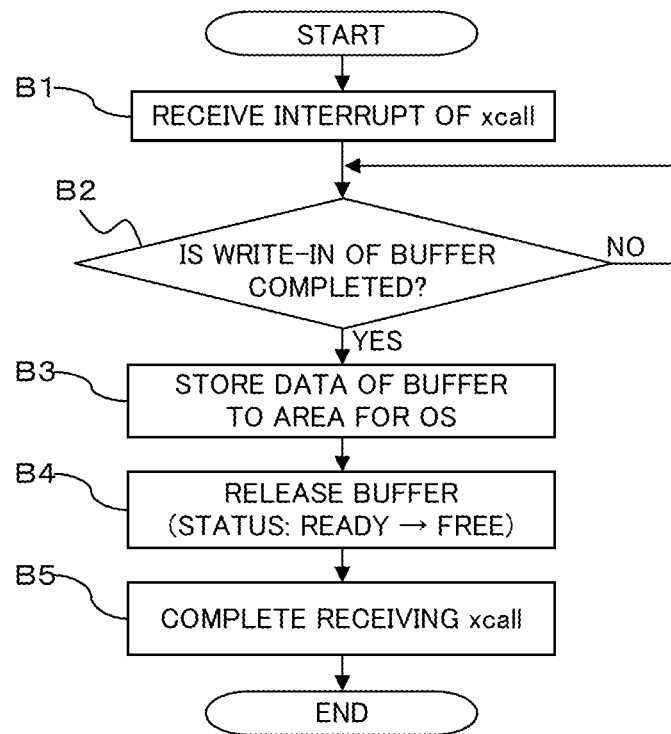 START
B1
RECEIVE INTERRUPT OF xcall
B2
IS WRITE-IN OF BUFFER
COMPLETED?
NO
YES
B3
STORE DATA OF BUFFER
TO AREA FOR OS
B4
RELEASE BUFFER
(STATUS: READY → FREE)
B5
COMPLETE RECEIVING xcall
END